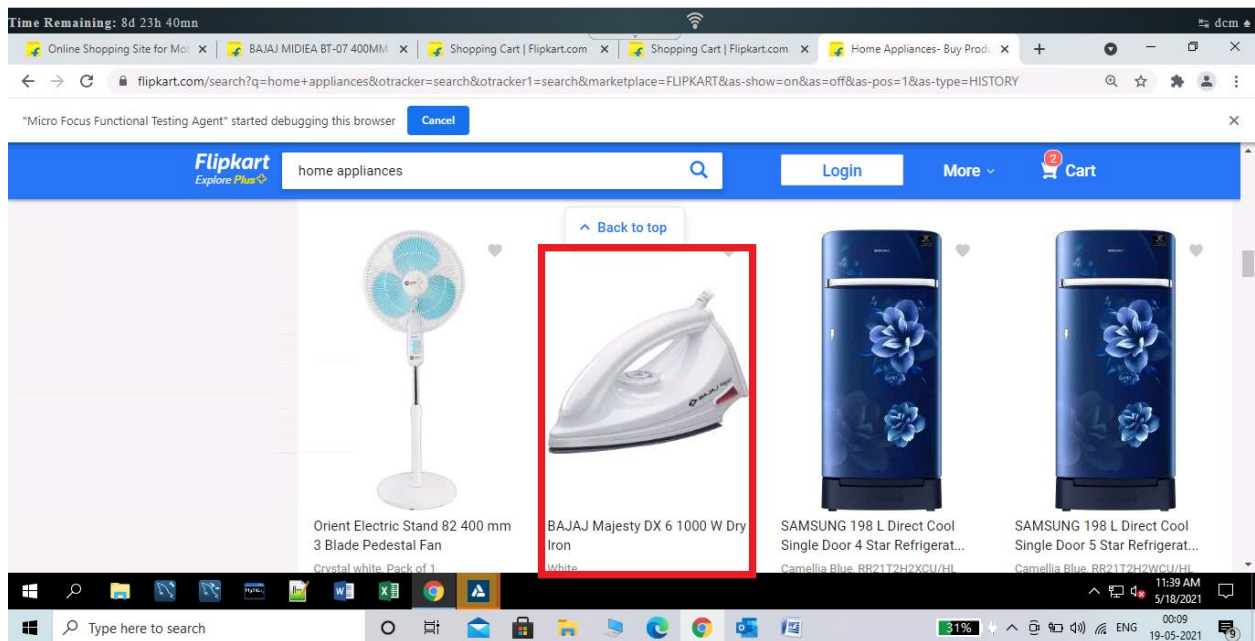 Time Remaining: 8d 23h 40mn
dcm
Online Shopping Site for Mo
BAJAJ MIDIEA BT-07 400MM
Shopping Cart | Flipkart.com
Shopping Cart | Flipkart.com
Home Appliances- Buy Prod
flipkart.com/search?q=home+appliances&otracker=search&otracker1=search&marketplace=FLIPKART&as-show=on&as=off&as-pos=1&as-type=HISTORY
"Micro Focus Functional Testing Agent" started debugging this browser
Cancel
Flipkart
Explore Plus
home appliances
Login
More
2
Cart
Back to top
BAJAJ
Orient Electric Stand 82 400 mm
3 Blade Pedestal Fan
Crystal white, Pack of 1
BAJAJ Majesty DX 6 1000 W Dry
Iron
White
SAMSUNG 198 L Direct Cool
Single Door 4 Star Refrigerat...
Camellia Blue, RR21T2H2XCU/HL
SAMSUNG 198 L Direct Cool
Single Door 5 Star Refrigerat...
Camellia Blue, RR21T2H2WCU/HL
11:39 AM
5/18/2021
Type here to search
31%
ENG
00:09
19-05-2021